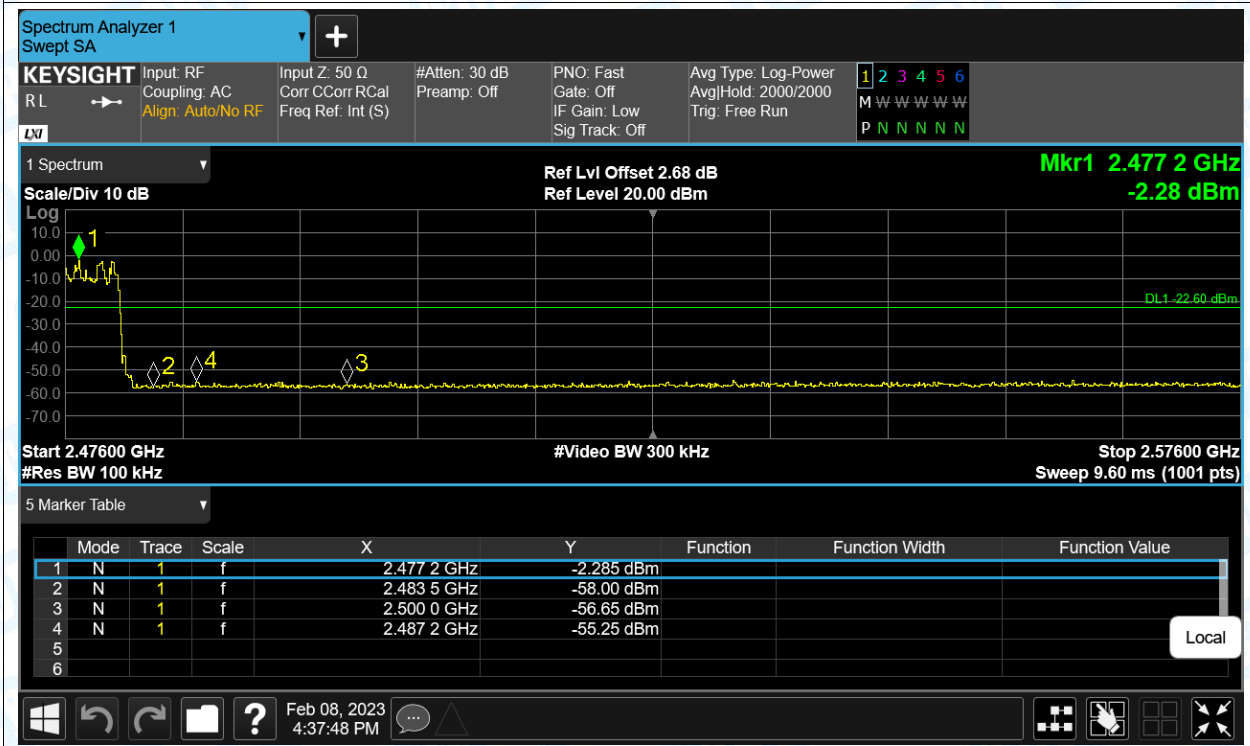 Spectrum Analyzer 1
Swept SA
KEYSIGHT
R L
LXI
Input: RF
Coupling: AC
Align: Auto/No RF
Input Z: 50 Ω
Corr CCorr RCal
Freq Ref: Int (S)
#Atten: 30 dB
Preamp: Off
PNO: Fast
Gate: Off
IF Gain: Low
Sig Track: Off
Avg Type: Log-Power
Avg|Hold: 2000/2000
Trig: Free Run
1 2 3 4 5 6
M W W W W W
P N N N N N
1 Spectrum
Scale/Div 10 dB
Log
Ref Lvl Offset 2.68 dB
Ref Level 20.00 dBm
Mkr1 2.477 2 GHz
-2.28 dBm
10.0
0.00
-10.0
-20.0
-30.0
-40.0
-50.0
-60.0
-70.0
1
2
4
3
DL1 -22.60 dBm
Start 2.47600 GHz
#Res BW 100 kHz
#Video BW 300 kHz
Stop 2.57600 GHz
Sweep 9.60 ms (1001 pts)
5 Marker Table
Mode Trace Scale X Y Function Function Width Function Value
1 N 1 f 2.477 2 GHz -2.285 dBm
2 N 1 f 2.483 5 GHz -58.00 dBm
3 N 1 f 2.500 0 GHz -56.65 dBm
4 N 1 f 2.487 2 GHz -55.25 dBm
5
6
Local
?
Feb 08, 2023
4:37:48 PM